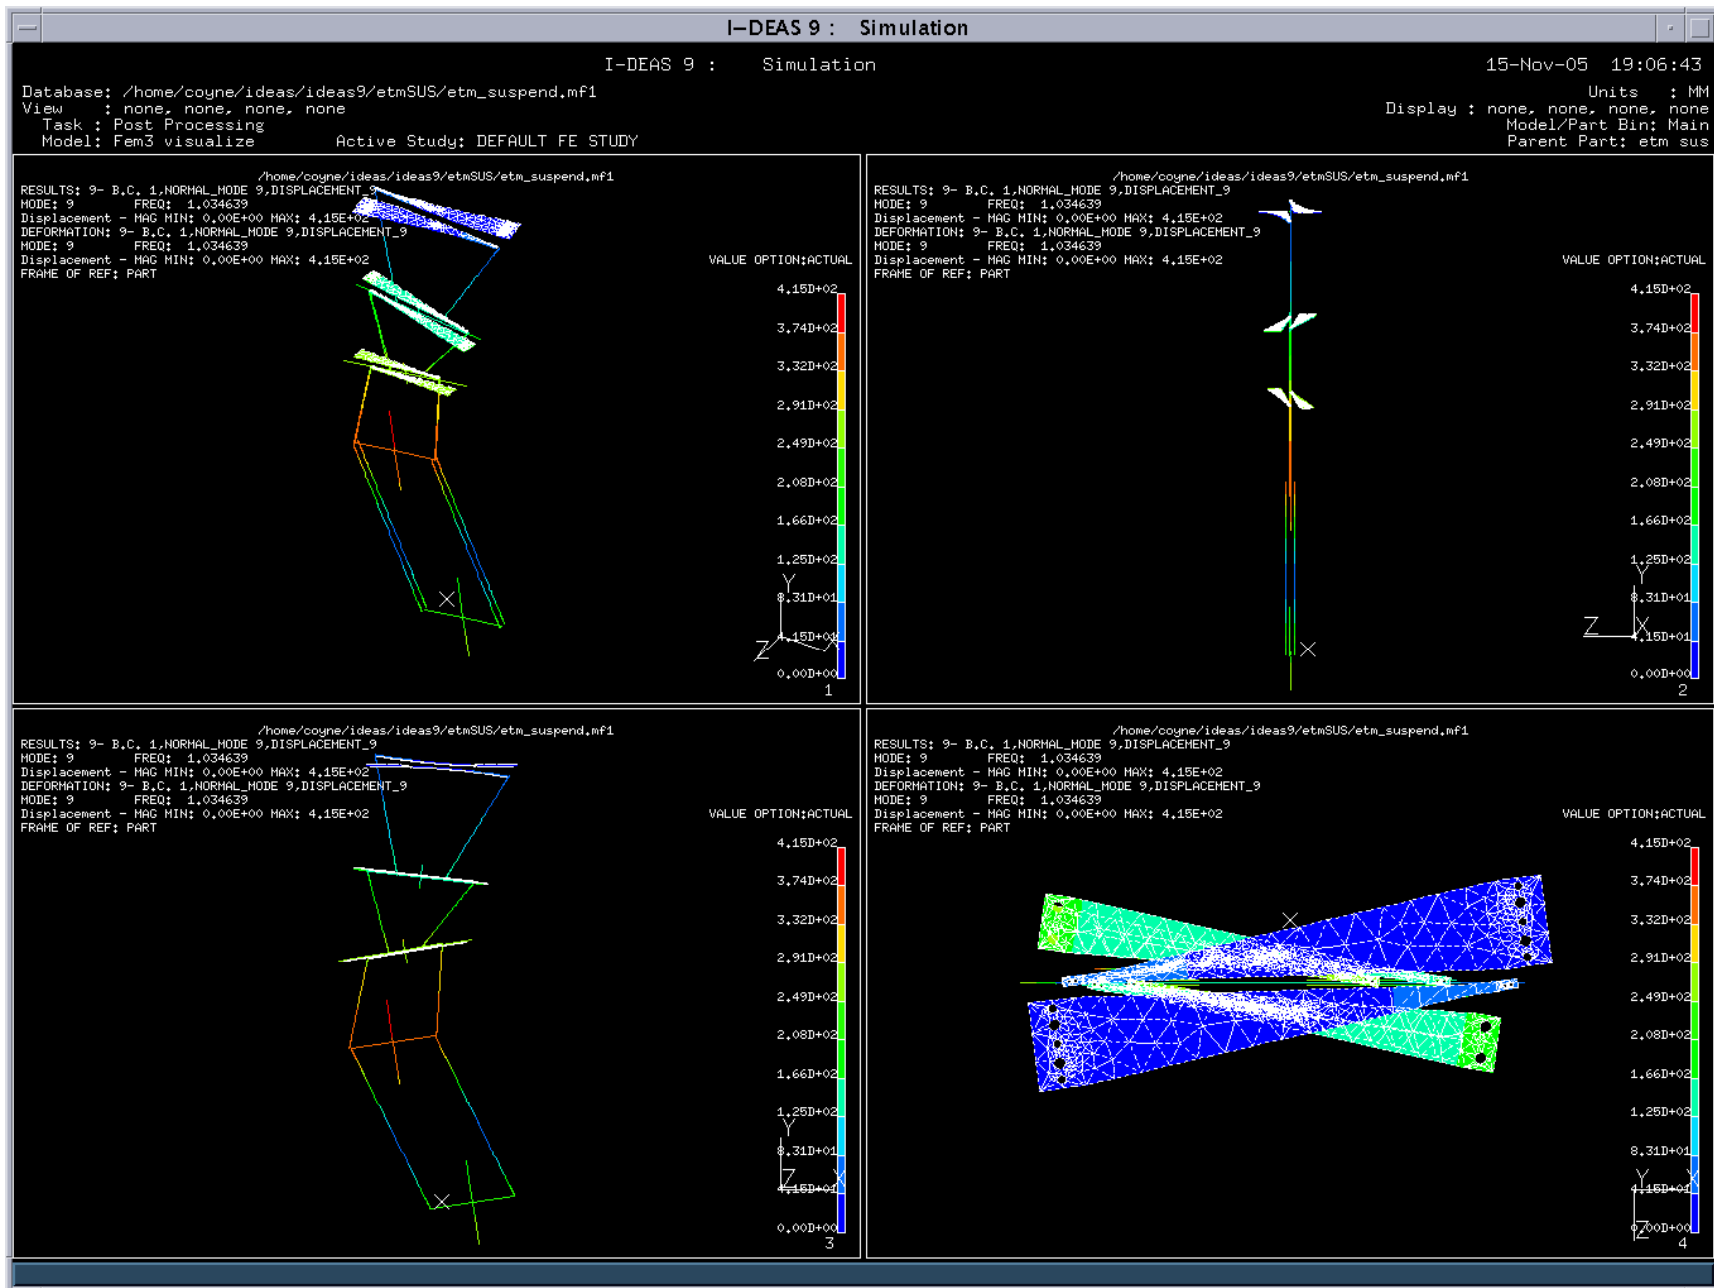 I-DEAS 9 :   Simulation
I-DEAS 9 :    Simulation    15-Nov-05  19:06:43
Database: /home/coyne/ideas/ideas9/etmSUS/etm_suspend.mf1    Units   : MM
View    : none, none, none, none    Display : none, none, none, none
Task : Post Processing    Model/Part Bin: Main
Model: Fem3 visualize    Active Study: DEFAULT FE STUDY    Parent Part: etm sus
/home/coyne/ideas/ideas9/etmSUS/etm_suspend.mf1
RESULTS: 9- B.C. 1,NORMAL_MODE 9,DISPLACEMENT_9
MODE: 9    FREQ: 1.034639
Displacement - MAG MIN: 0.00E+00 MAX: 4.15E+02
DEFORMATION: 9- B.C. 1,NORMAL_MODE 9,DISPLACEMENT_9
MODE: 9    FREQ: 1.034639
Displacement - MAG MIN: 0.00E+00 MAX: 4.15E+02    VALUE OPTION:ACTUAL
FRAME OF REF: PART
4.15D+02
3.74D+02
3.32D+02
2.91D+02
2.49D+02
2.08D+02
1.66D+02
1.25D+02
Y
8.31D+01
4.15D+01
Z X
0.00D+00
1
/home/coyne/ideas/ideas9/etmSUS/etm_suspend.mf1
RESULTS: 9- B.C. 1,NORMAL_MODE 9,DISPLACEMENT_9
MODE: 9    FREQ: 1.034639
Displacement - MAG MIN: 0.00E+00 MAX: 4.15E+02
DEFORMATION: 9- B.C. 1,NORMAL_MODE 9,DISPLACEMENT_9
MODE: 9    FREQ: 1.034639
Displacement - MAG MIN: 0.00E+00 MAX: 4.15E+02    VALUE OPTION:ACTUAL
FRAME OF REF: PART
4.15D+02
3.74D+02
3.32D+02
2.91D+02
2.49D+02
2.08D+02
1.66D+02
1.25D+02
Y
8.31D+01
Z X 4.15D+01
0.00D+00
2
/home/coyne/ideas/ideas9/etmSUS/etm_suspend.mf1
RESULTS: 9- B.C. 1,NORMAL_MODE 9,DISPLACEMENT_9
MODE: 9    FREQ: 1.034639
Displacement - MAG MIN: 0.00E+00 MAX: 4.15E+02
DEFORMATION: 9- B.C. 1,NORMAL_MODE 9,DISPLACEMENT_9
MODE: 9    FREQ: 1.034639
Displacement - MAG MIN: 0.00E+00 MAX: 4.15E+02    VALUE OPTION:ACTUAL
FRAME OF REF: PART
4.15D+02
3.74D+02
3.32D+02
2.91D+02
2.49D+02
2.08D+02
1.66D+02
1.25D+02
Y
8.31D+01
Z X
4.15D+01
0.00D+00
3
/home/coyne/ideas/ideas9/etmSUS/etm_suspend.mf1
RESULTS: 9- B.C. 1,NORMAL_MODE 9,DISPLACEMENT_9
MODE: 9    FREQ: 1.034639
Displacement - MAG MIN: 0.00E+00 MAX: 4.15E+02
DEFORMATION: 9- B.C. 1,NORMAL_MODE 9,DISPLACEMENT_9
MODE: 9    FREQ: 1.034639
Displacement - MAG MIN: 0.00E+00 MAX: 4.15E+02    VALUE OPTION:ACTUAL
FRAME OF REF: PART
4.15D+02
3.74D+02
3.32D+02
2.91D+02
2.49D+02
2.08D+02
1.66D+02
1.25D+02
8.31D+01
Y X
4.15D+01
Z 0.00D+00
4